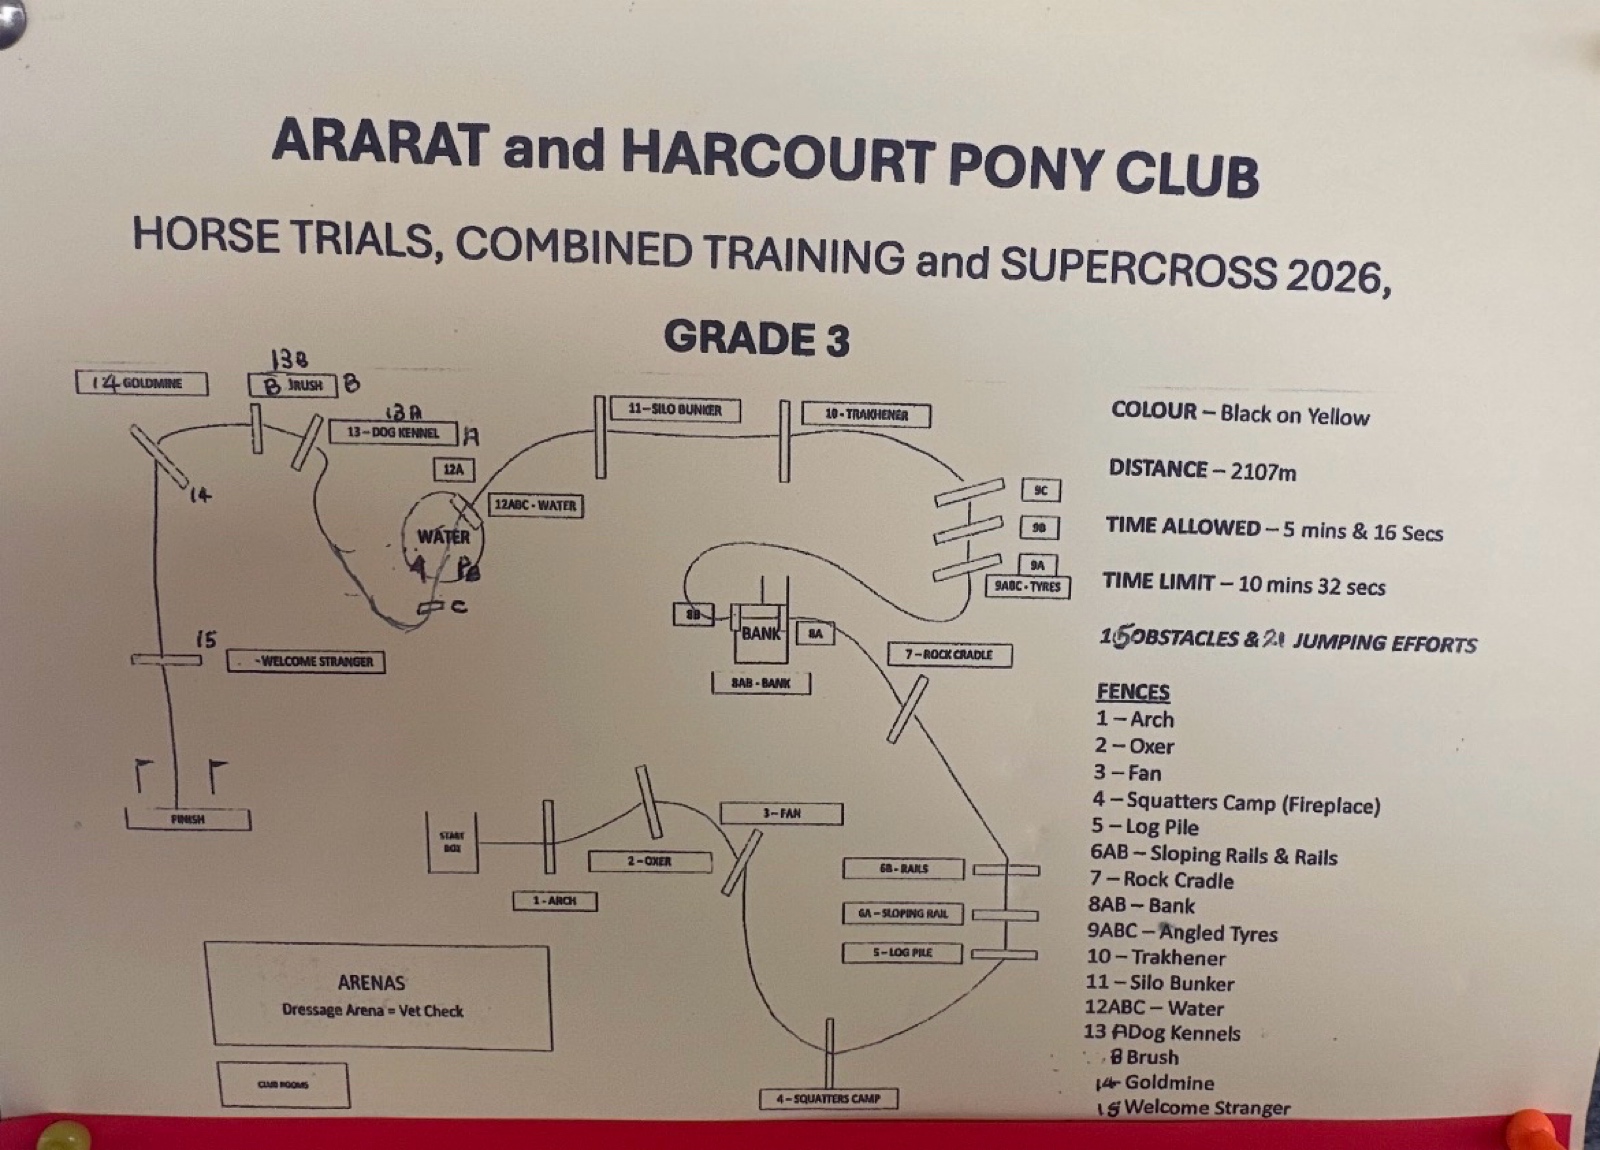 ARARAT and HARCOURT PONY CLUB
HORSE TRIALS, COMBINED TRAINING and SUPERCROSS 2026,
GRADE 3
14 GOLDMINE
13B
B BRUSH B
13A
13 – DOG KENNEL A
12A
12ABC - WATER
WATER
A B
C
11 – SILO BUNKER
10 - TRAKHENER
9C
9B
9A
9ABC - TYRES
14
8B
BANK
8A
8AB - BANK
7 – ROCK CRADLE
15
- WELCOME STRANGER
FINISH
START
BOX
1 - ARCH
2 – OXER
3 – FAN
6B - RAILS
6A – SLOPING RAIL
5 – LOG PILE
4 – SQUATTERS CAMP
ARENAS
Dressage Arena = Vet Check
CLUB ROOMS
COLOUR – Black on Yellow
DISTANCE – 2107m
TIME ALLOWED – 5 mins & 16 Secs
TIME LIMIT – 10 mins 32 secs
15 OBSTACLES & 21 JUMPING EFFORTS
FENCES
1 – Arch
2 – Oxer
3 – Fan
4 – Squatters Camp (Fireplace)
5 – Log Pile
6AB – Sloping Rails & Rails
7 – Rock Cradle
8AB – Bank
9ABC – Angled Tyres
10 – Trakhener
11 – Silo Bunker
12ABC – Water
13 A Dog Kennels
B Brush
14 Goldmine
15 Welcome Stranger